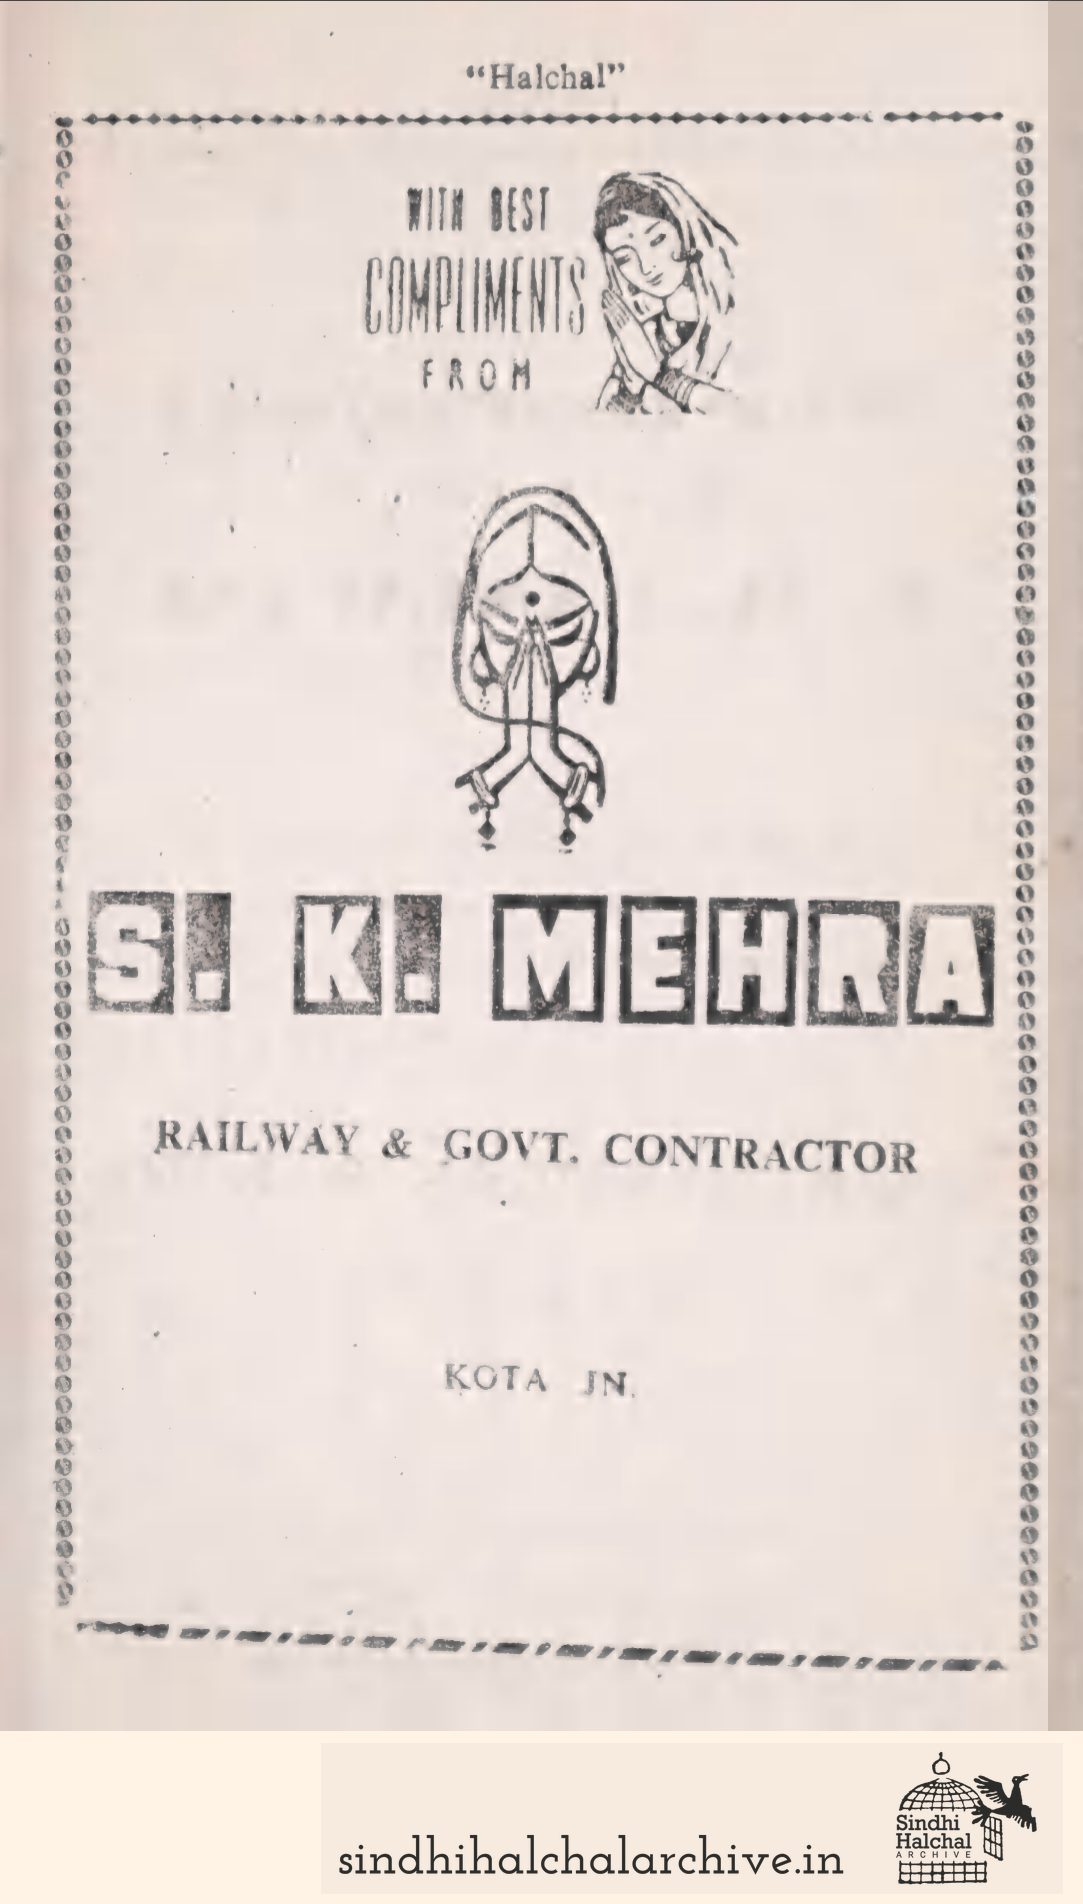 “Halchal”
WITH BEST
COMPLIMENTS
FROM
S. K. MEHRA
RAILWAY & GOVT. CONTRACTOR
KOTA JN.
sindhihalchalarchive.in
Sindhi
Halchal
ARCHIVE